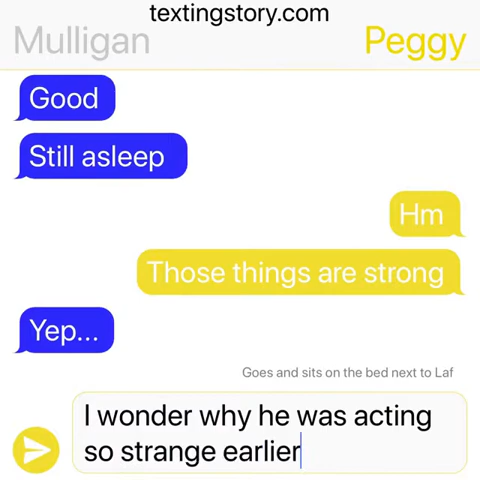 textingstory.com
Mulligan
Peggy
Good
Still asleep
Hm
Those things are strong
Yep...
Goes and sits on the bed next to Laf
I wonder why he was acting
so strange earlier